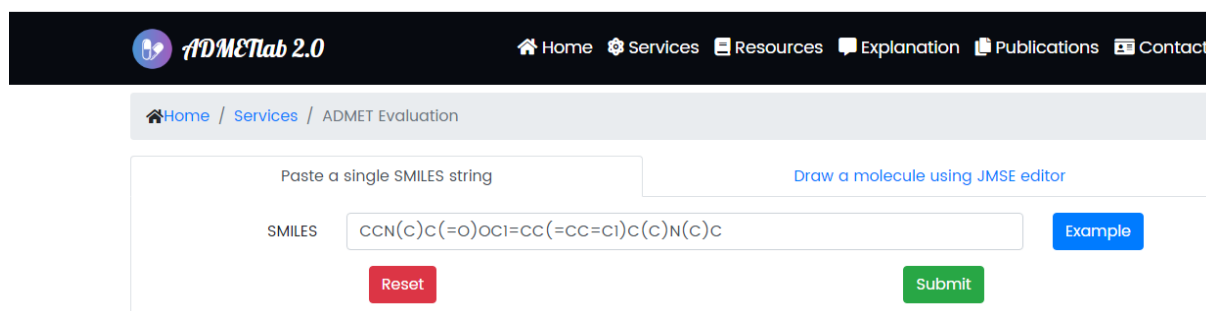 ADMETlab 2.0
Home Services Resources Explanation Publications Contact
Home / Services / ADMET Evaluation
Paste a single SMILES string Draw a molecule using JMSE editor
SMILES CCN(C)C(=O)OC1=CC(=CC=C1)C(C)N(C)C Example
Reset Submit